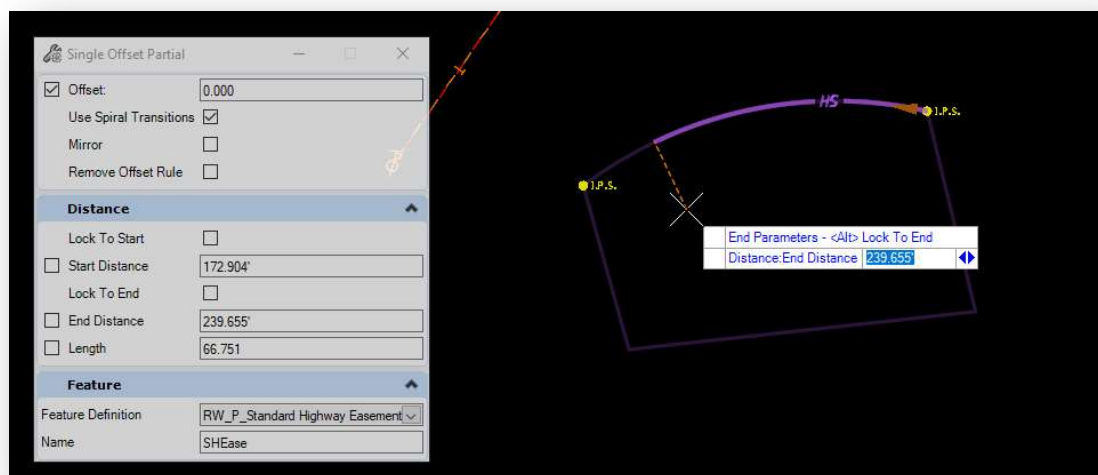 Single Offset Partial
Offset: 0.000
Use Spiral Transitions
Mirror
Remove Offset Rule
Distance
Lock To Start
Start Distance 172.904'
Lock To End
End Distance 239.655'
Length 66.751
Feature
Feature Definition RW_P_Standard Highway Easement
Name SHEase
HS
I.P.S.
I.P.S.
End Parameters - <Alt> Lock To End
Distance:End Distance 239.655'